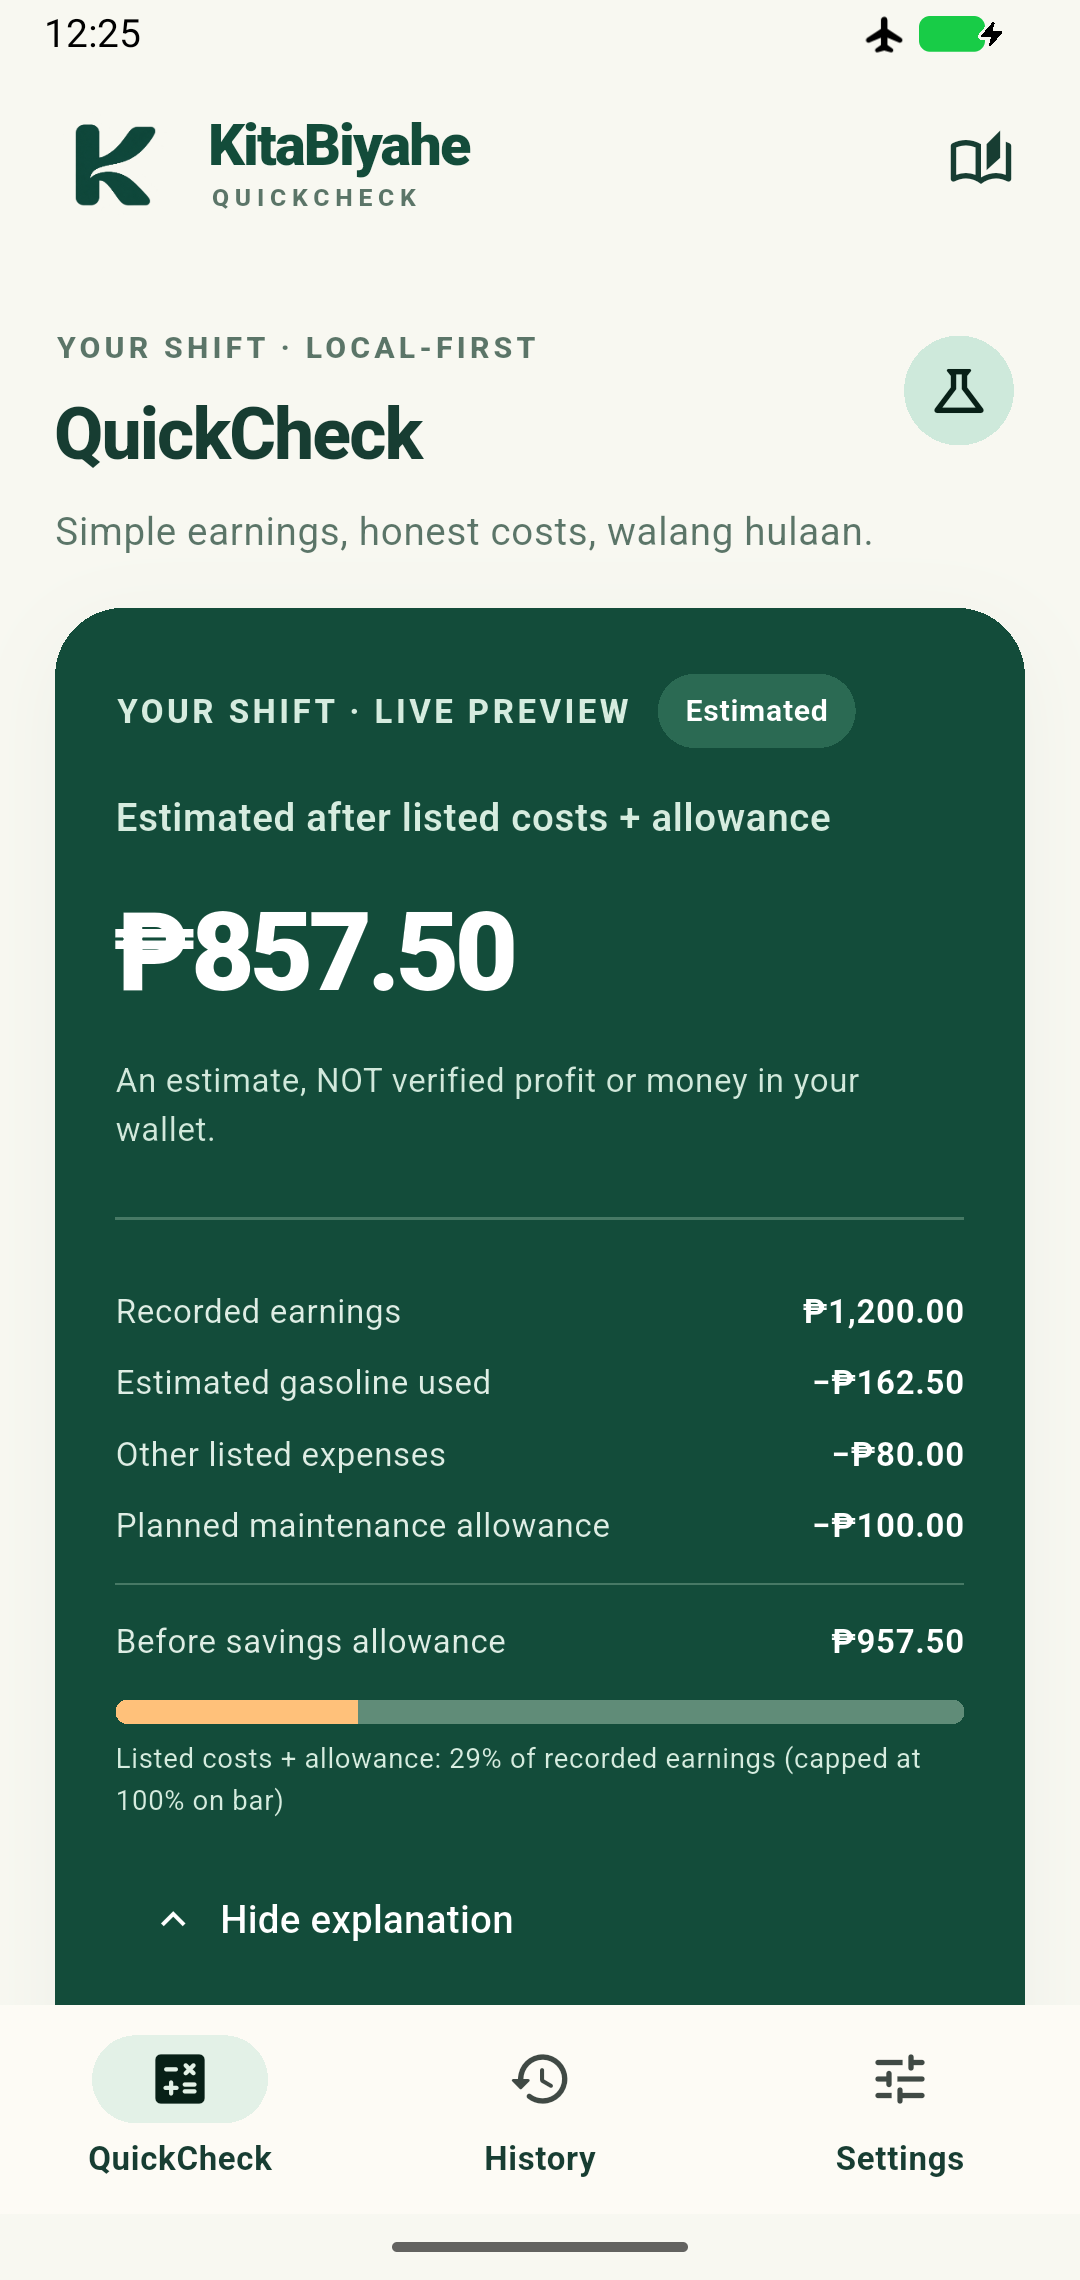 12:25
KitaBiyahe
QUICKCHECK
YOUR SHIFT · LOCAL-FIRST
QuickCheck
Simple earnings, honest costs, walang hulaan.
YOUR SHIFT · LIVE PREVIEW
Estimated
Estimated after listed costs + allowance
₱857.50
An estimate, NOT verified profit or money in your
wallet.
Recorded earnings ₱1,200.00
Estimated gasoline used −₱162.50
Other listed expenses −₱80.00
Planned maintenance allowance −₱100.00
Before savings allowance ₱957.50
Listed costs + allowance: 29% of recorded earnings (capped at
100% on bar)
Hide explanation
QuickCheck History Settings